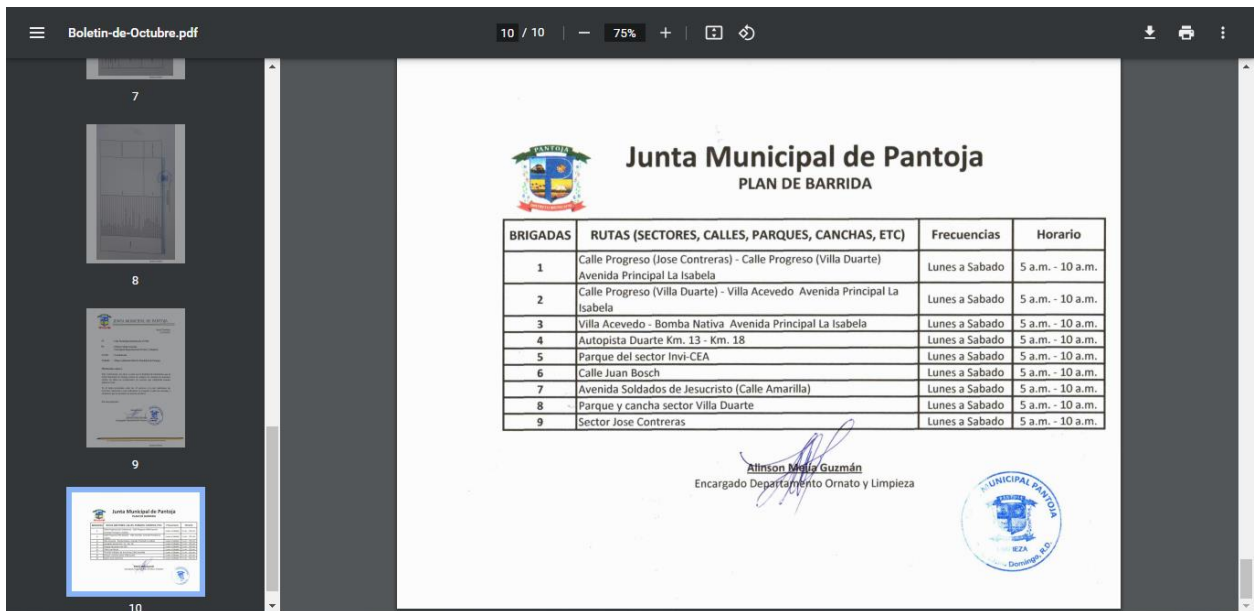 Boletin-de-Octubre.pdf
10 / 10
75%
7
8
9
10
PANTOJA
Junta Municipal de Pantoja
PLAN DE BARRIDA
BRIGADAS RUTAS (SECTORES, CALLES, PARQUES, CANCHAS, ETC) Frecuencias Horario
1 Calle Progreso (Jose Contreras) - Calle Progreso (Villa Duarte) Lunes a Sabado 5 a.m. - 10 a.m.
Avenida Principal La Isabela
2 Calle Progreso (Villa Duarte) - Villa Acevedo Avenida Principal La Lunes a Sabado 5 a.m. - 10 a.m.
Isabela
3 Villa Acevedo - Bomba Nativa Avenida Principal La Isabela Lunes a Sabado 5 a.m. - 10 a.m.
4 Autopista Duarte Km. 13 - Km. 18 Lunes a Sabado 5 a.m. - 10 a.m.
5 Parque del sector Invi-CEA Lunes a Sabado 5 a.m. - 10 a.m.
6 Calle Juan Bosch Lunes a Sabado 5 a.m. - 10 a.m.
7 Avenida Soldados de Jesucristo (Calle Amarilla) Lunes a Sabado 5 a.m. - 10 a.m.
8 Parque y cancha sector Villa Duarte Lunes a Sabado 5 a.m. - 10 a.m.
9 Sector Jose Contreras Lunes a Sabado 5 a.m. - 10 a.m.
Alinson Mejía Guzmán
Encargado Departamento Ornato y Limpieza
MUNICIPAL PANTOJA
Domingo, R.D.